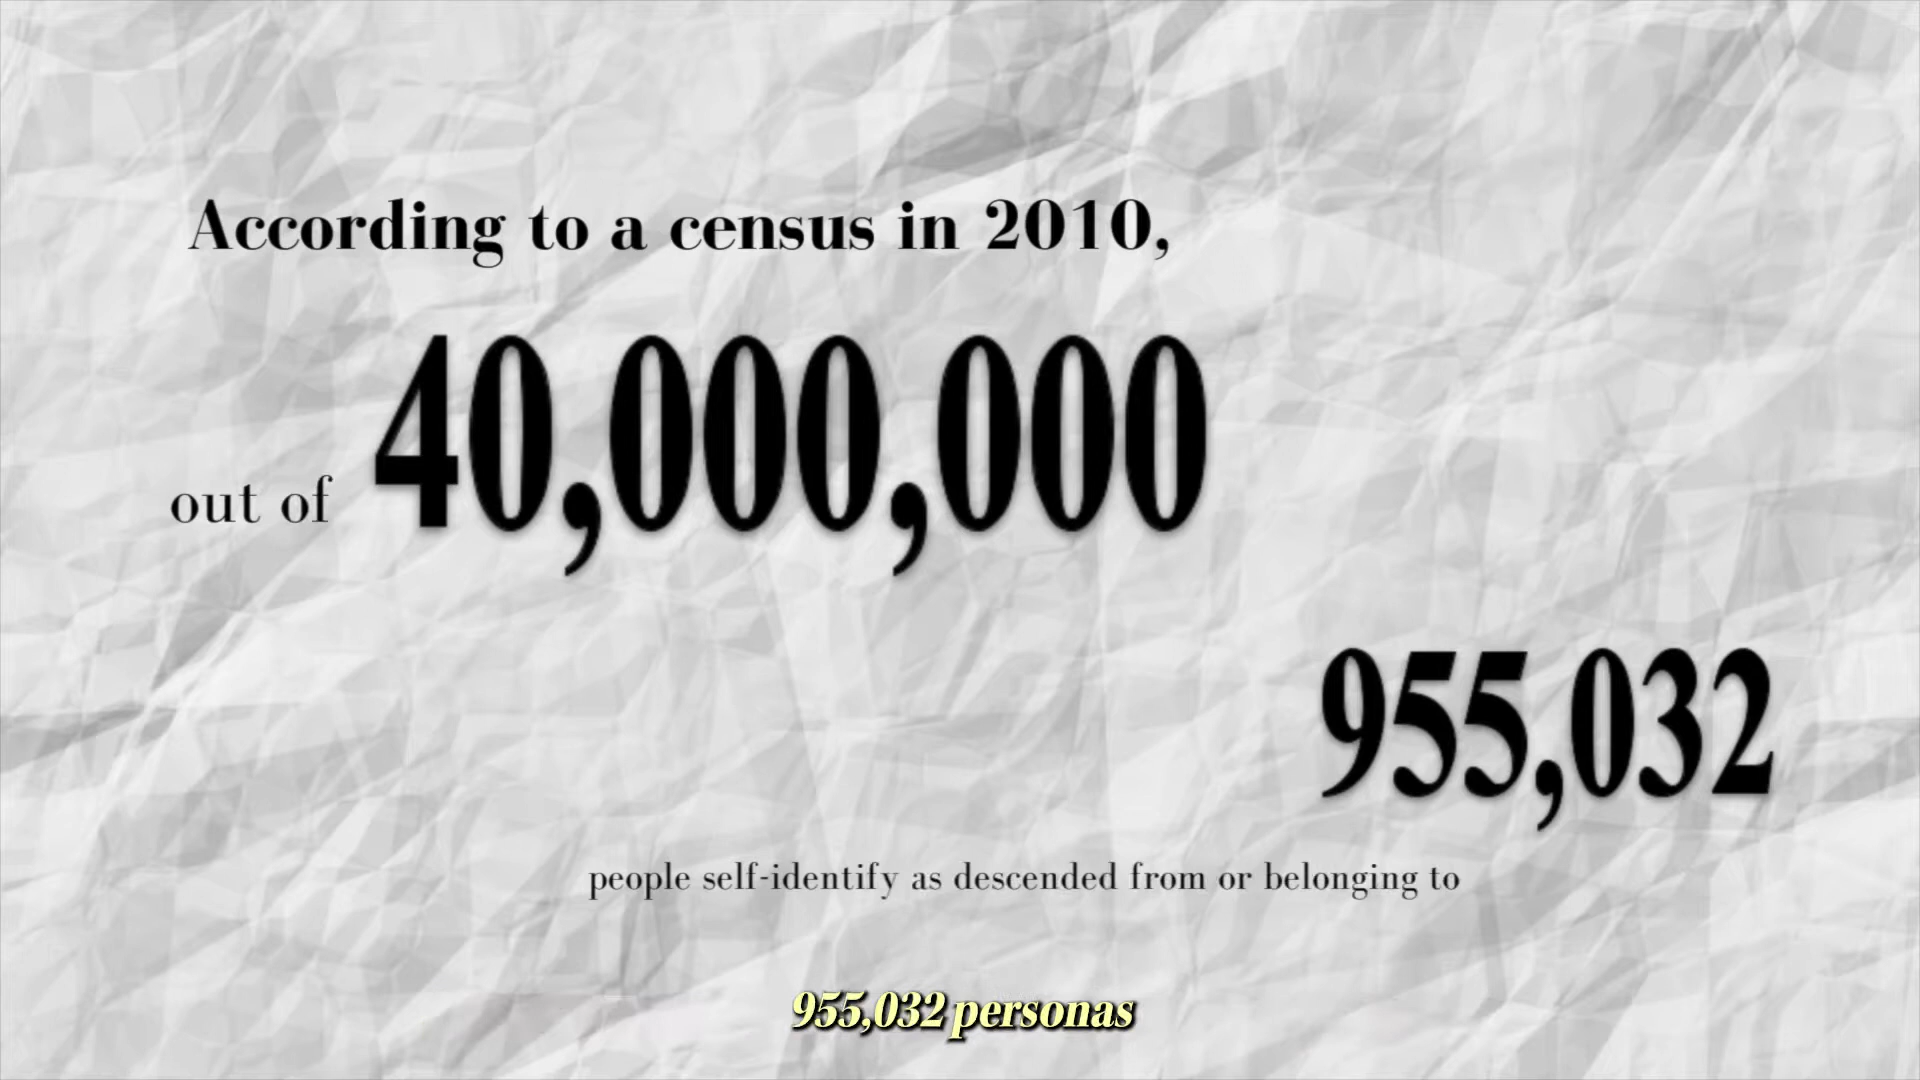 According to a census in 2010,
out of 40,000,000
955,032
people self-identify as descended from or belonging to
955,032 personas